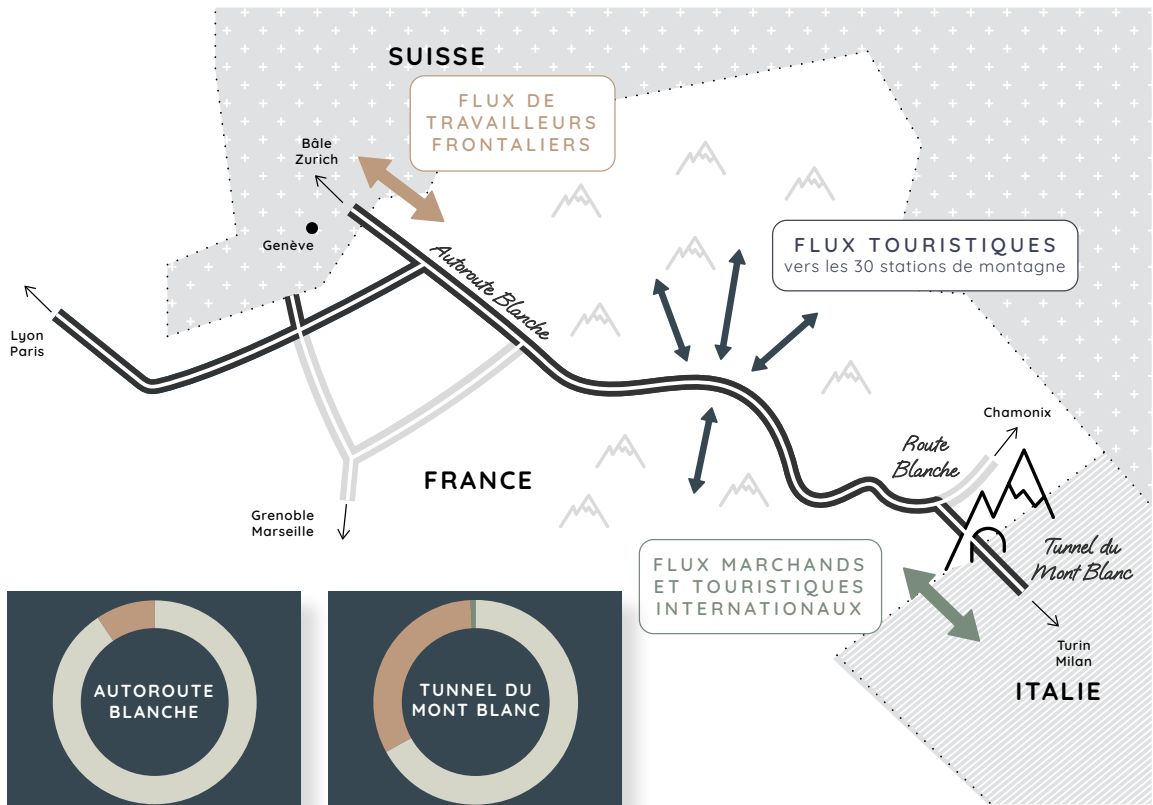 SUISSE
FLUX DE
TRAVAILLEURS
FRONTALIERS
Bâle
Zurich
Genève
Autoroute Blanche
FLUX TOURISTIQUES
vers les 30 stations de montagne
Lyon
Paris
Chamonix
Route
Blanche
FRANCE
Grenoble
Marseille
Tunnel du
Mont Blanc
FLUX MARCHANDS
ET TOURISTIQUES
INTERNATIONAUX
Turin
Milan
ITALIE
AUTOROUTE
BLANCHE
TUNNEL DU
MONT BLANC